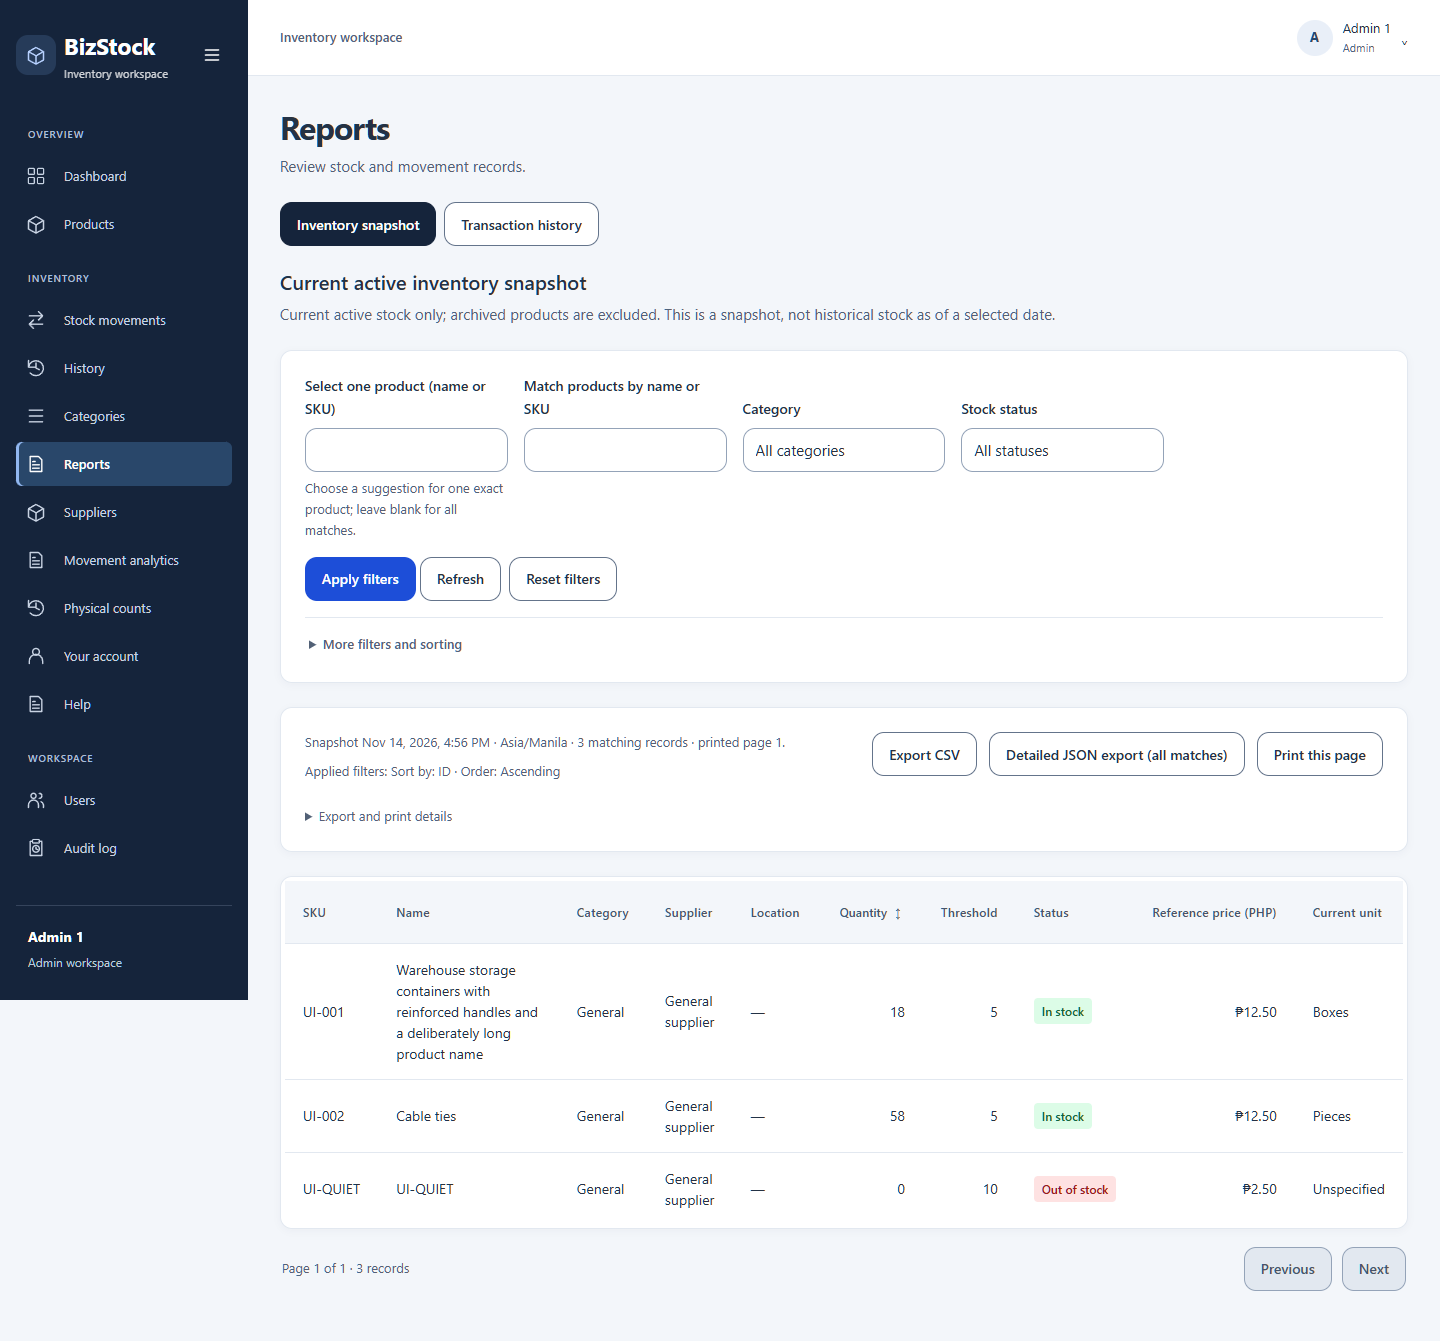 BizStock
Inventory workspace
OVERVIEW
Dashboard
Products
INVENTORY
Stock movements
History
Categories
Reports
Suppliers
Movement analytics
Physical counts
Your account
Help
WORKSPACE
Users
Audit log
Admin 1
Admin workspace
Inventory workspace
A
Admin 1
Admin
Reports
Review stock and movement records.
Inventory snapshot
Transaction history
Current active inventory snapshot
Current active stock only; archived products are excluded. This is a snapshot, not historical stock as of a selected date.
Select one product (name or
SKU)
Choose a suggestion for one exact
product; leave blank for all
matches.
Match products by name or
SKU
Category
All categories
Stock status
All statuses
Apply filters
Refresh
Reset filters
More filters and sorting
Snapshot Nov 14, 2026, 4:56 PM · Asia/Manila · 3 matching records · printed page 1.
Applied filters: Sort by: ID · Order: Ascending
Export CSV
Detailed JSON export (all matches)
Print this page
Export and print details
SKU Name Category Supplier Location Quantity ↕ Threshold Status Reference price (PHP) Current unit
UI-001
Warehouse storage
containers with
reinforced handles and
a deliberately long
product name
General
General
supplier
—
18
5
In stock
₱12.50
Boxes
UI-002
Cable ties
General
General
supplier
—
58
5
In stock
₱12.50
Pieces
UI-QUIET
UI-QUIET
General
General
supplier
—
0
10
Out of stock
₱2.50
Unspecified
Page 1 of 1 · 3 records
Previous
Next